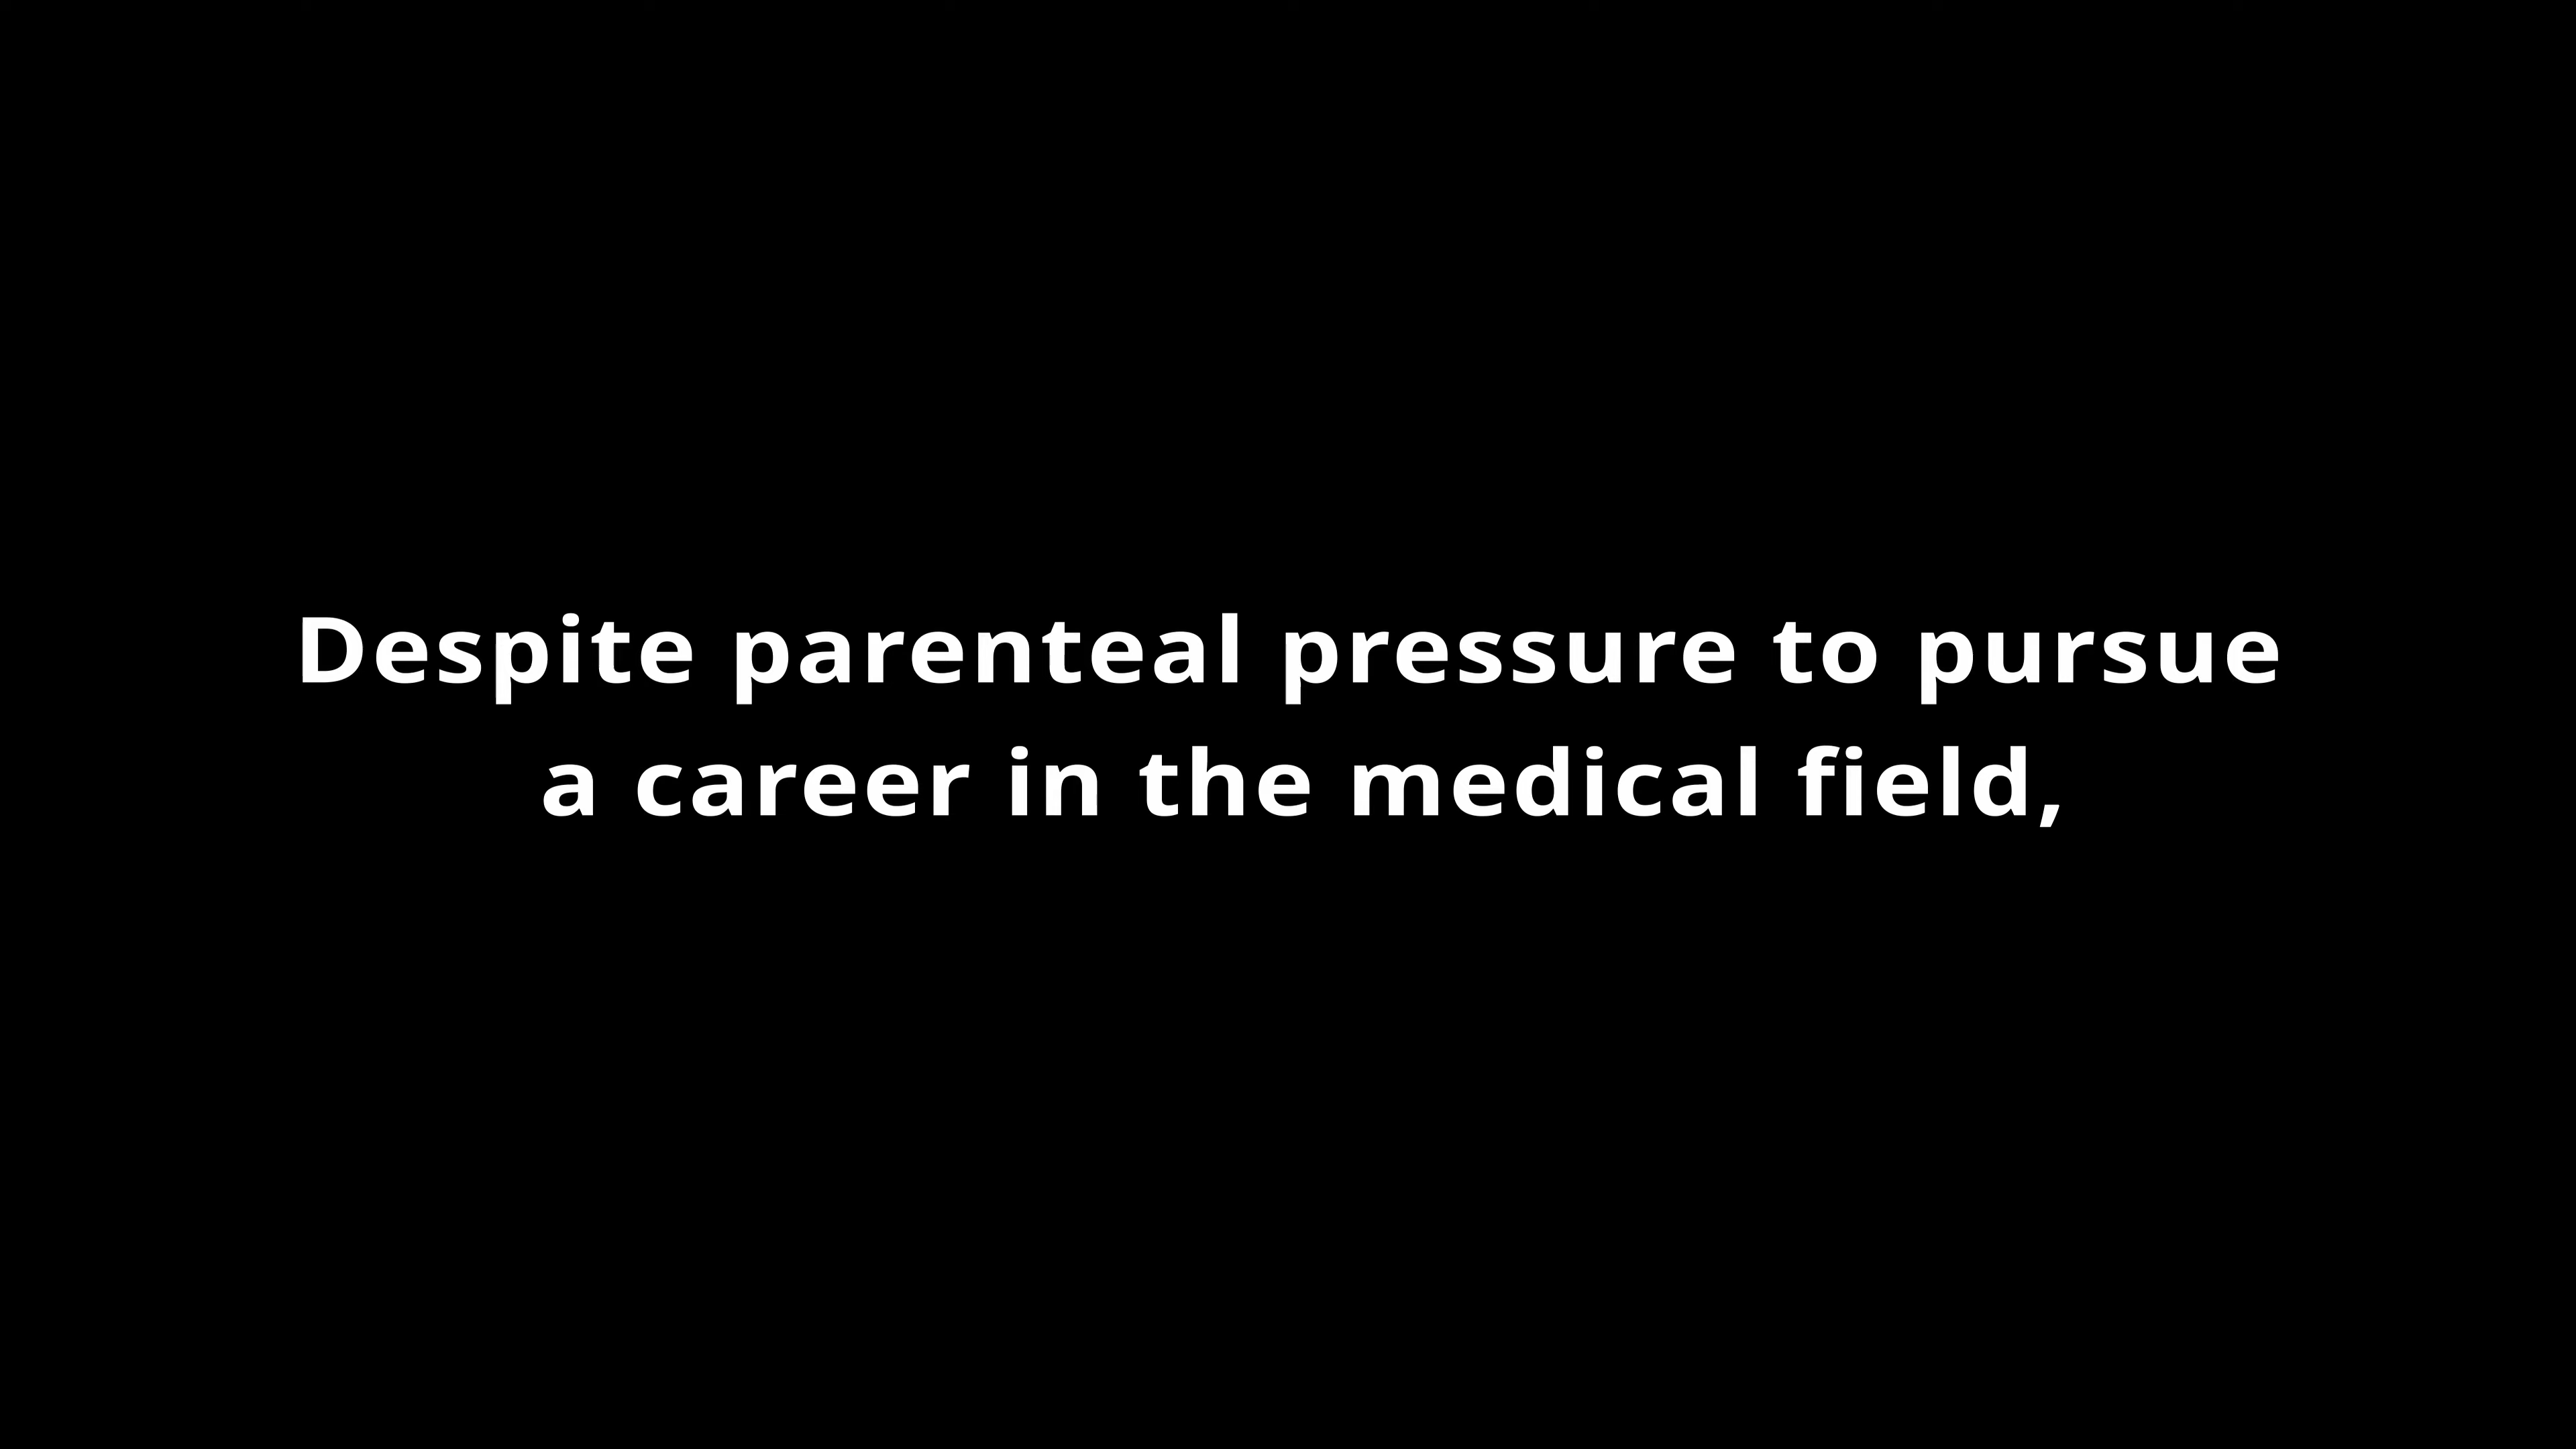 Despite parenteal pressure to pursue
a career in the medical field,